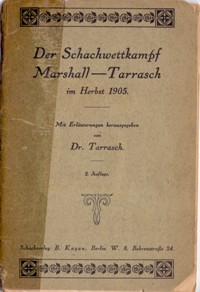 Der Schachwettkampf
Marshall—Tarrasch
im Herbst 1905.
Mit Erläuterungen herausgegeben
von
Dr. Tarrasch.
2. Auflage.
Schachverlag B. Kagan, Berlin W. 8, Behrenstraße 24.